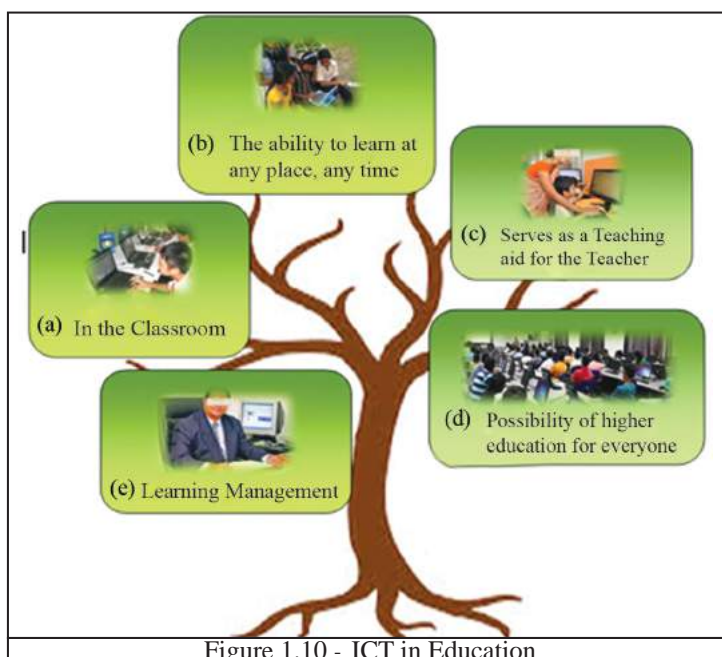 (b) The ability to learn at
any place, any time
(c) Serves as a Teaching
aid for the Teacher
(a) In the Classroom
(d) Possibility of higher
education for everyone
(e) Learning Management
Figure 1.10 - ICT in Education